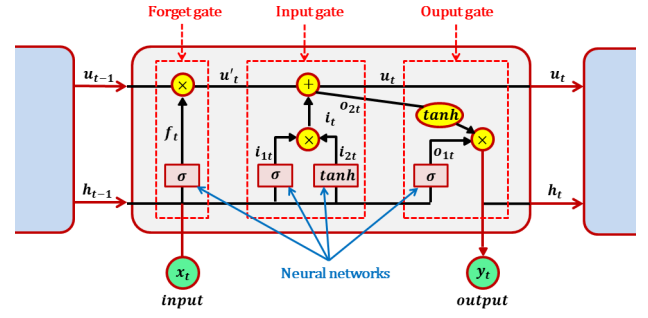 Forget gate
Input gate
Ouput gate
u_{t-1}
×
u'_t
+
u_t
u_t
o_{2t}
tanh
f_t
i_t
×
o_{1t}
×
i_{1t}
i_{2t}
σ
σ
tanh
σ
h_{t-1}
h_t
x_t
Neural networks
y_t
input
output